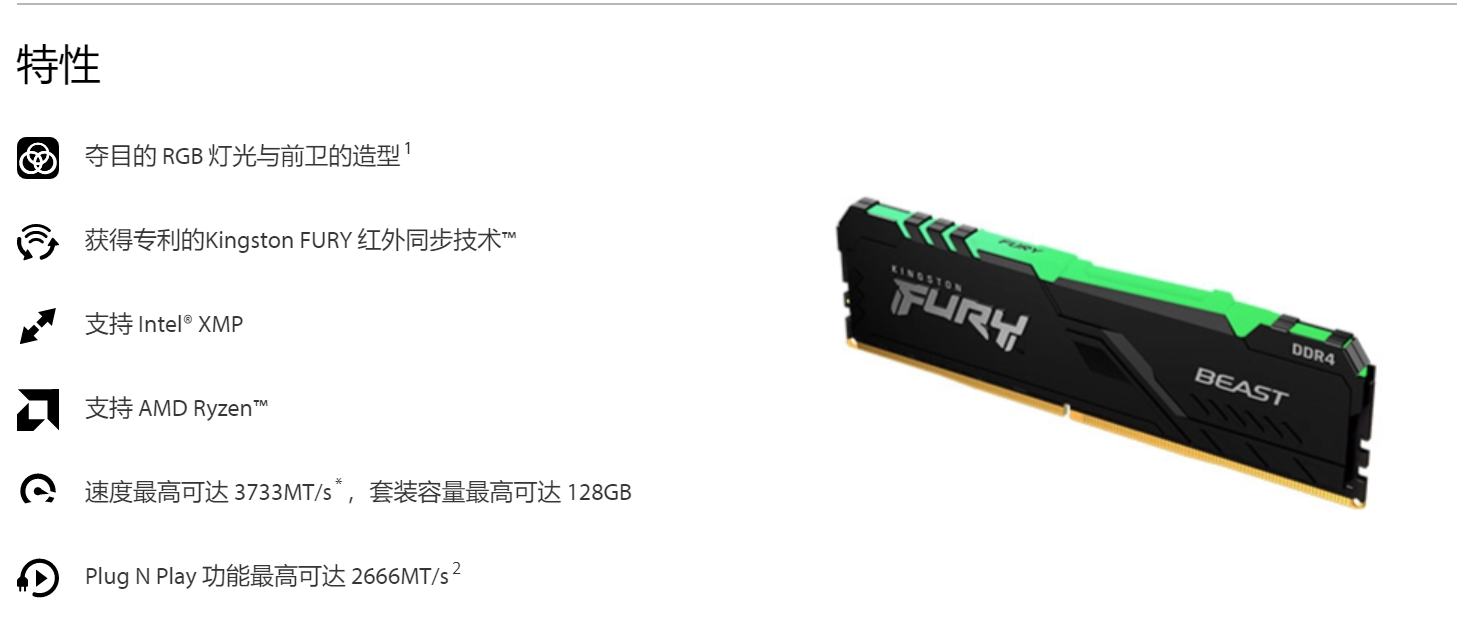 特性
夺目的 RGB 灯光与前卫的造型1
获得专利的Kingston FURY 红外同步技术™
支持 Intel® XMP
支持 AMD Ryzen™
速度最高可达 3733MT/s*，套装容量最高可达 128GB
Plug N Play 功能最高可达 2666MT/s2
FURY
KINGSTON
FURY
DDR4
BEAST